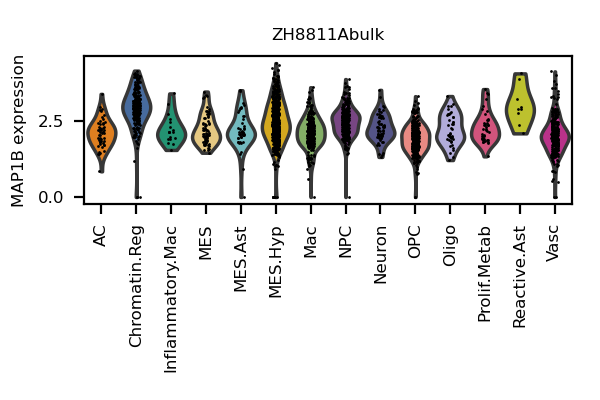 ZH8811Abulk
MAP1B expression
2.5
0.0
AC
Chromatin.Reg
Inflammatory.Mac
MES
MES.Ast
MES.Hyp
Mac
NPC
Neuron
OPC
Oligo
Prolif.Metab
Reactive.Ast
Vasc